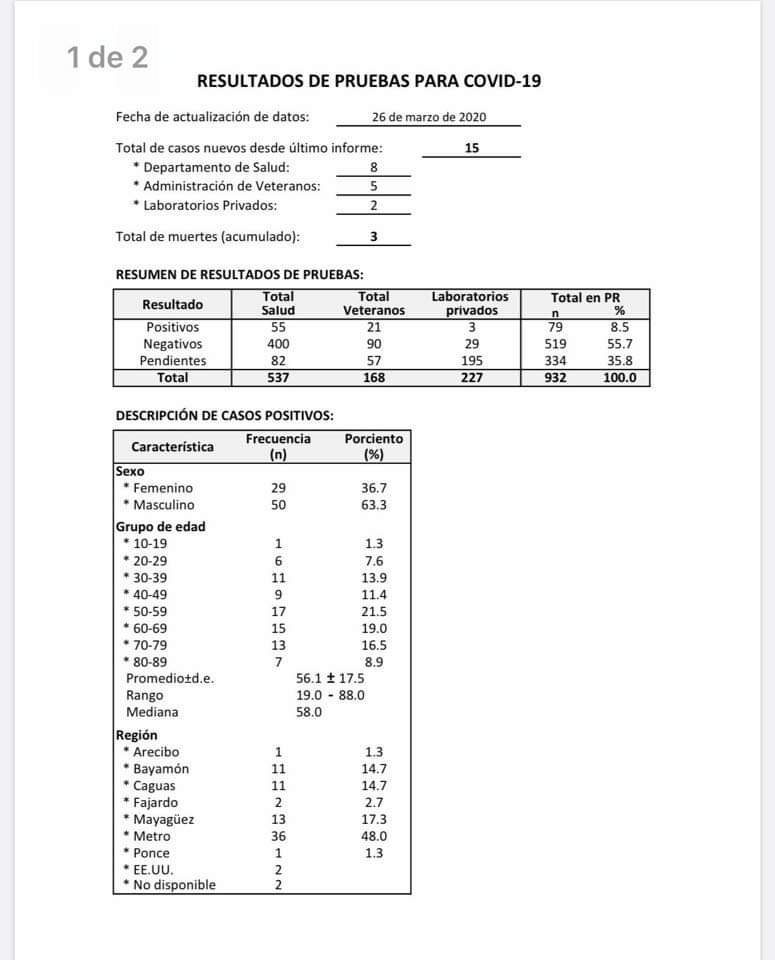 1 de 2
RESULTADOS DE PRUEBAS PARA COVID-19
Fecha de actualización de datos: 26 de marzo de 2020
Total de casos nuevos desde último informe: 15
* Departamento de Salud: 8
* Administración de Veteranos: 5
* Laboratorios Privados: 2
Total de muertes (acumulado): 3
RESUMEN DE RESULTADOS DE PRUEBAS:
Resultado Total Salud Total Veteranos Laboratorios privados Total en PR n %
Positivos 55 21 3 79 8.5
Negativos 400 90 29 519 55.7
Pendientes 82 57 195 334 35.8
Total 537 168 227 932 100.0
DESCRIPCIÓN DE CASOS POSITIVOS:
Característica Frecuencia (n) Porciento (%)
Sexo
* Femenino 29 36.7
* Masculino 50 63.3
Grupo de edad
* 10-19 1 1.3
* 20-29 6 7.6
* 30-39 11 13.9
* 40-49 9 11.4
* 50-59 17 21.5
* 60-69 15 19.0
* 70-79 13 16.5
* 80-89 7 8.9
Promedio±d.e. 56.1 ± 17.5
Rango 19.0 - 88.0
Mediana 58.0
Región
* Arecibo 1 1.3
* Bayamón 11 14.7
* Caguas 11 14.7
* Fajardo 2 2.7
* Mayagüez 13 17.3
* Metro 36 48.0
* Ponce 1 1.3
* EE.UU. 2
* No disponible 2